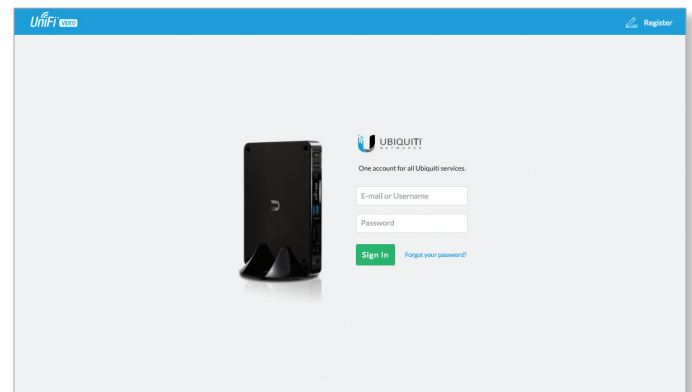 UniFi VIDEO
Register
UBIQUITI
NETWORKS
One account for all Ubiquiti services.
E-mail or Username
Password
Sign In
Forgot your password?